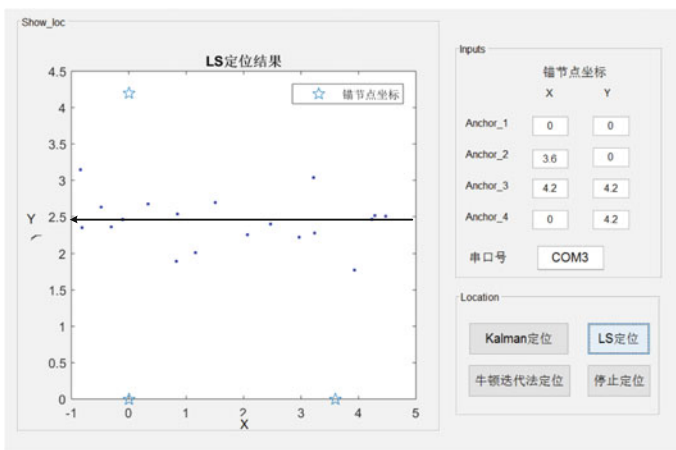 Show_loc
LS定位结果
锚节点坐标
4.5
4
3.5
3
2.5
2
1.5
1
0.5
0
Y
-1
0
1
2
3
4
5
X
Inputs
锚节点坐标
X Y
Anchor_1 0 0
Anchor_2 3.6 0
Anchor_3 4.2 4.2
Anchor_4 0 4.2
串口号 COM3
Location
Kalman定位 LS定位
牛顿迭代法定位 停止定位